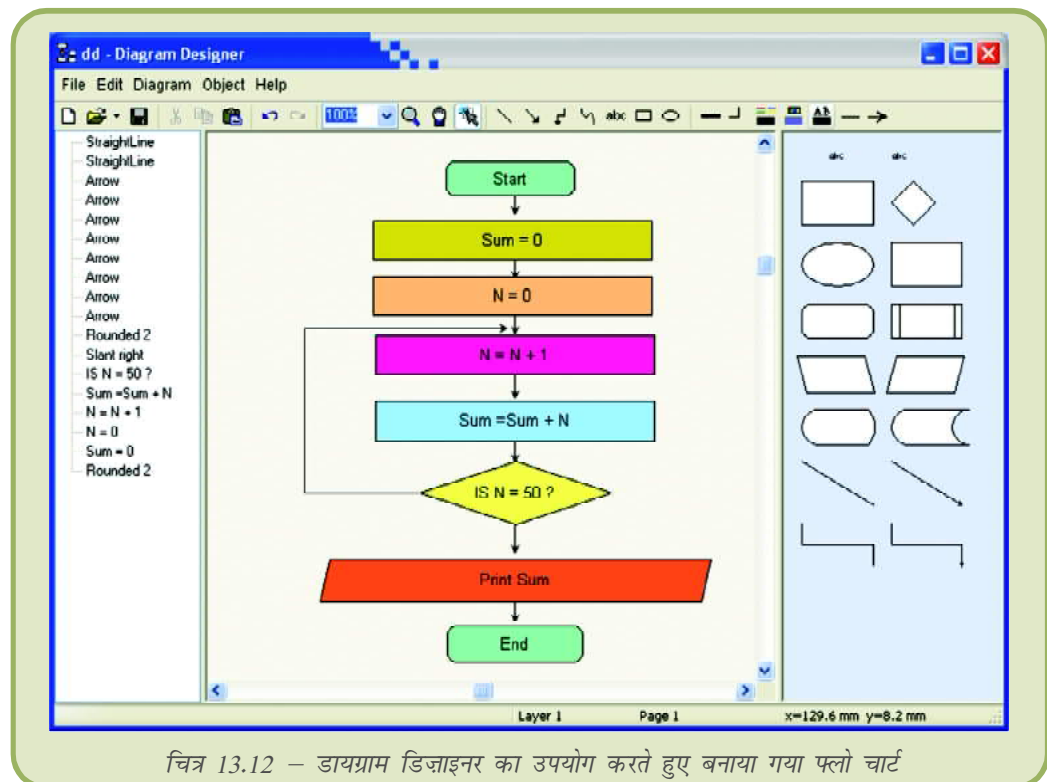 dd - Diagram Designer
File Edit Diagram Object Help
100% abc
StraightLine
StraightLine
Arrow
Arrow
Arrow
Arrow
Arrow
Arrow
Arrow
Arrow
Rounded 2
Slant right
IS N = 50 ?
Sum =Sum + N
N = N + 1
N = 0
Sum = 0
Rounded 2
Start
Sum = 0
N = 0
N = N + 1
Sum =Sum + N
IS N = 50 ?
Print Sum
End
abc abc
Layer 1 Page 1 x=129.6 mm y=8.2 mm
चित्र 13.12 – डायग्राम डिज़ाइनर का उपयोग करते हुए बनाया गया फ्लो चार्ट